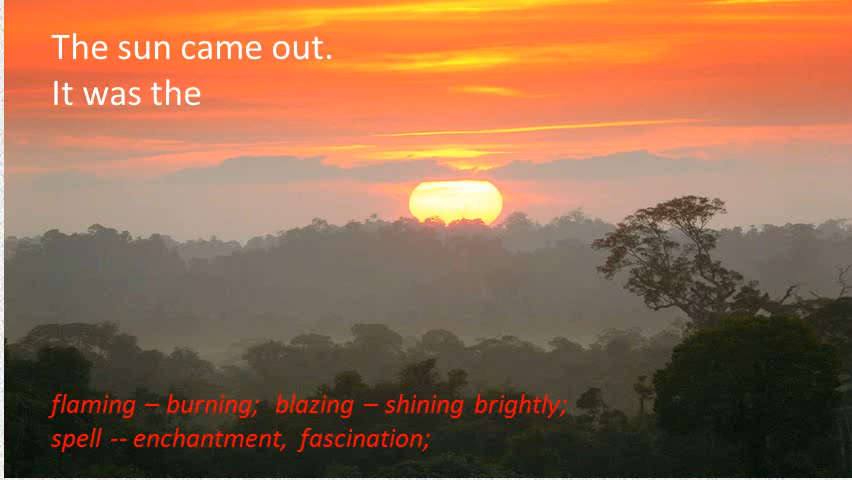 The sun came out.
It was the
flaming – burning;  blazing – shining brightly;
spell -- enchantment,  fascination;